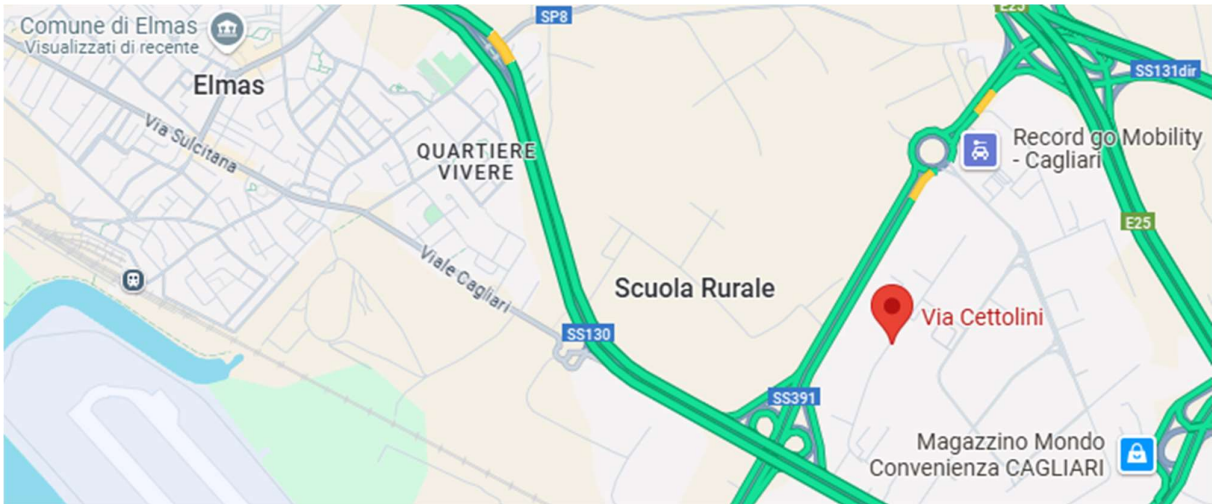 Comune di Elmas
Visualizzati di recente
Elmas
Via Sulcitana
QUARTIERE
VIVERE
SP8
E25
SS131dir
Record go Mobility
- Cagliari
E25
Viale Cagliari
Scuola Rurale
Via Cettolini
SS130
SS391
Magazzino Mondo
Convenienza CAGLIARI